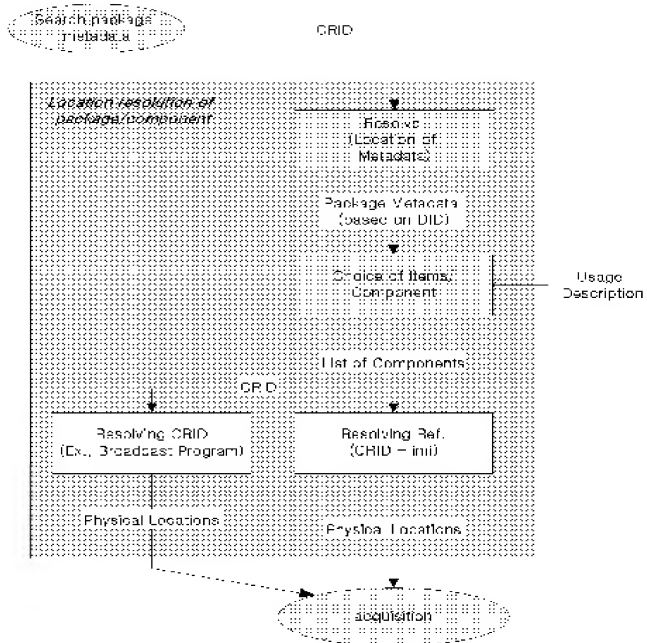 Search package
metadata
CRID
Location resolution of
package/component
Resolve
(Location of
Metadata)
Package Metadata
(based on DID)
Choice of Items/
Component
Usage
Description
List of Components
CRID
Resolving CRID
(Ex., Broadcast Program)
Resolving Ref.
(CRID – imi)
Physical Locations
Physical Locations
acquisition